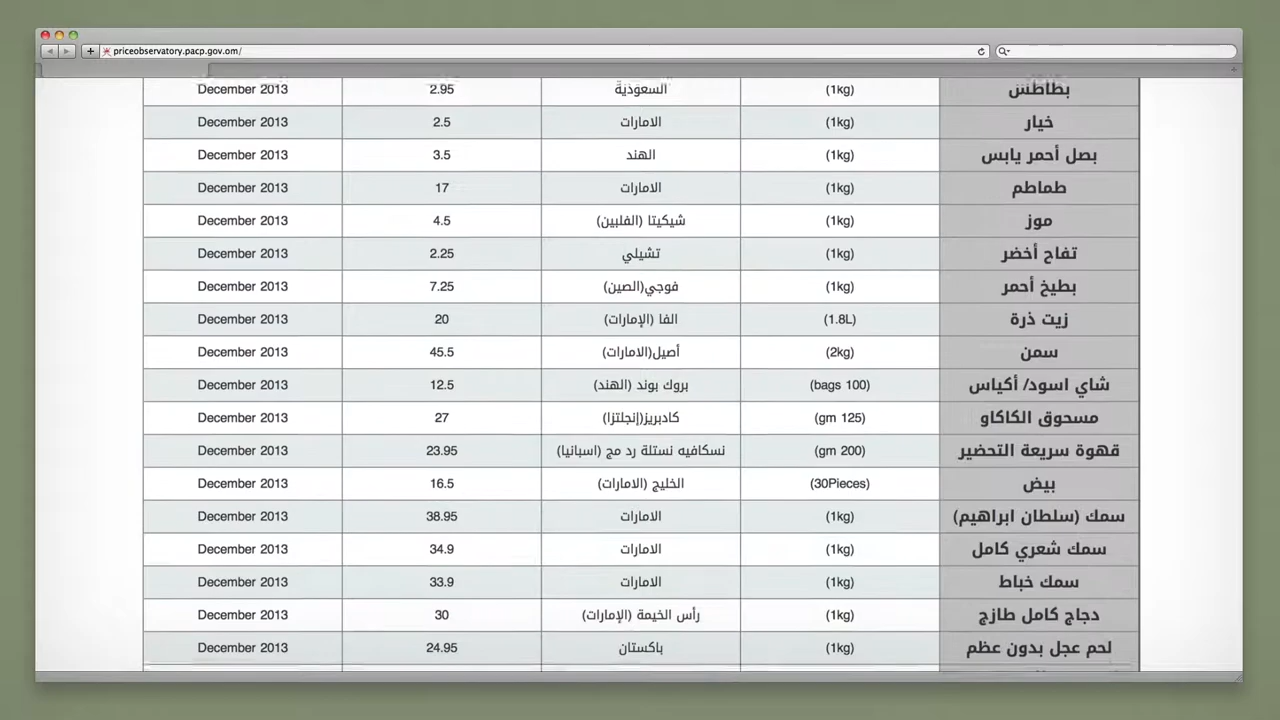 priceobservatory.pacp.gov.om/
بطاطس (1kg) السعودية 2.95 December 2013
خيار (1kg) الامارات 2.5 December 2013
بصل أحمر يابس (1kg) الهند 3.5 December 2013
طماطم (1kg) الامارات 17 December 2013
موز (1kg) شيكيتا (الفلبين) 4.5 December 2013
تفاح أخضر (1kg) تشيلي 2.25 December 2013
بطيخ أحمر (1kg) فوجي(الصين) 7.25 December 2013
زيت ذرة (1.8L) الفا (الإمارات) 20 December 2013
سمن (2kg) أصيل(الامارات) 45.5 December 2013
شاي اسود/ أكياس (bags 100) بروك بوند (الهند) 12.5 December 2013
مسحوق الكاكاو (gm 125) كادبريز(إنجلتزا) 27 December 2013
قهوة سريعة التحضير (gm 200) نسكافيه نستلة رد مج (اسبانيا) 23.95 December 2013
بيض (30Pieces) الخليج (الامارات) 16.5 December 2013
سمك (سلطان ابراهيم) (1kg) الامارات 38.95 December 2013
سمك شعري كامل (1kg) الامارات 34.9 December 2013
سمك خباط (1kg) الامارات 33.9 December 2013
دجاج كامل طازج (1kg) رأس الخيمة (الإمارات) 30 December 2013
لحم عجل بدون عظم (1kg) باكستان 24.95 December 2013